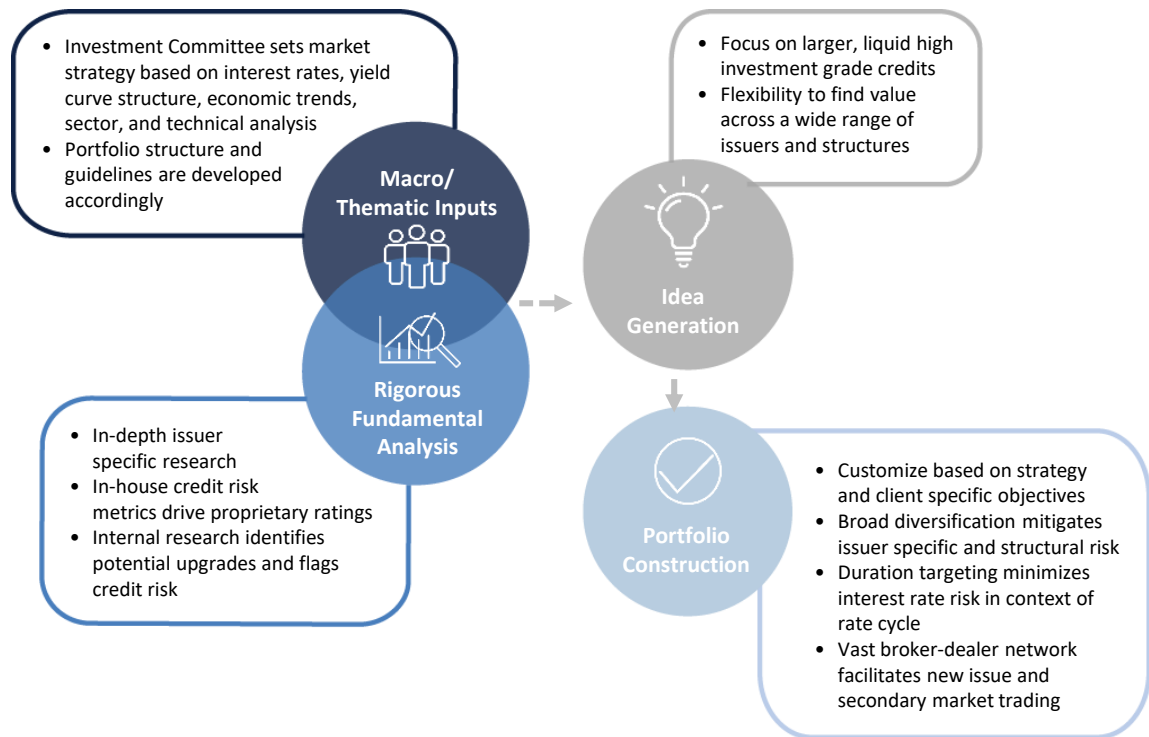 • Investment Committee sets market
strategy based on interest rates, yield
curve structure, economic trends,
sector, and technical analysis
• Portfolio structure and
guidelines are developed
accordingly
Macro/
Thematic Inputs
• Focus on larger, liquid high
investment grade credits
• Flexibility to find value
across a wide range of
issuers and structures
Idea
Generation
Rigorous
Fundamental
Analysis
• In-depth issuer
specific research
• In-house credit risk
metrics drive proprietary ratings
• Internal research identifies
potential upgrades and flags
credit risk
Portfolio
Construction
• Customize based on strategy
and client specific objectives
• Broad diversification mitigates
issuer specific and structural risk
• Duration targeting minimizes
interest rate risk in context of
rate cycle
• Vast broker-dealer network
facilitates new issue and
secondary market trading